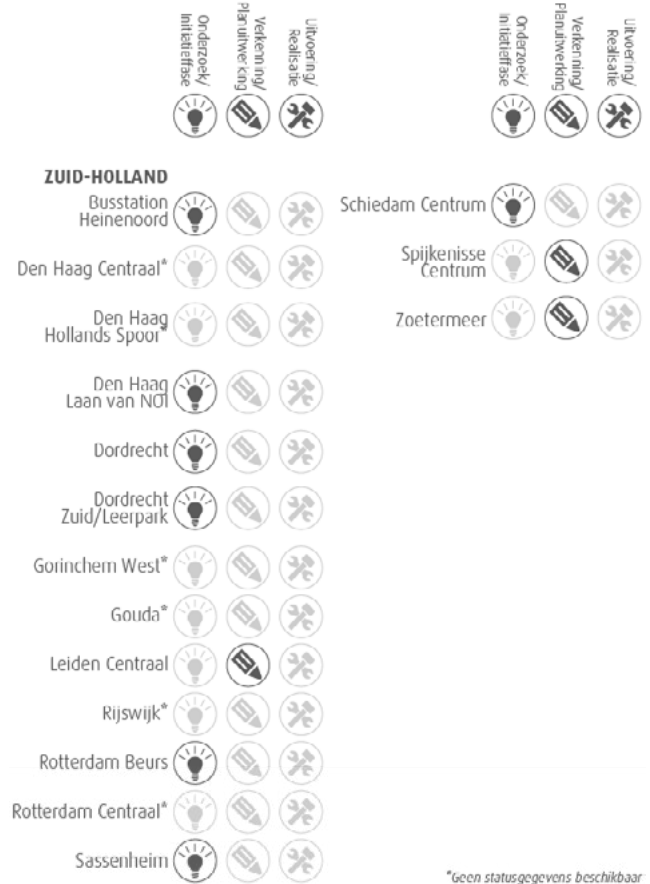 Onderzoek/
Initiatieffase
Verkenning/
Planuitwerking
Uitvoering/
Realisatie
ZUID-HOLLAND
Busstation
Heinenoord
Den Haag Centraal*
Den Haag
Hollands Spoor*
Den Haag
Laan van NOI
Dordrecht
Dordrecht
Zuid/Leerpark
Gorinchem West*
Gouda*
Leiden Centraal
Rijswijk*
Rotterdam Beurs
Rotterdam Centraal*
Sassenheim
Onderzoek/
Initiatieffase
Verkenning/
Planuitwerking
Uitvoering/
Realisatie
Schiedam Centrum
Spijkenisse
Centrum
Zoetermeer
*Geen statusgegevens beschikbaar